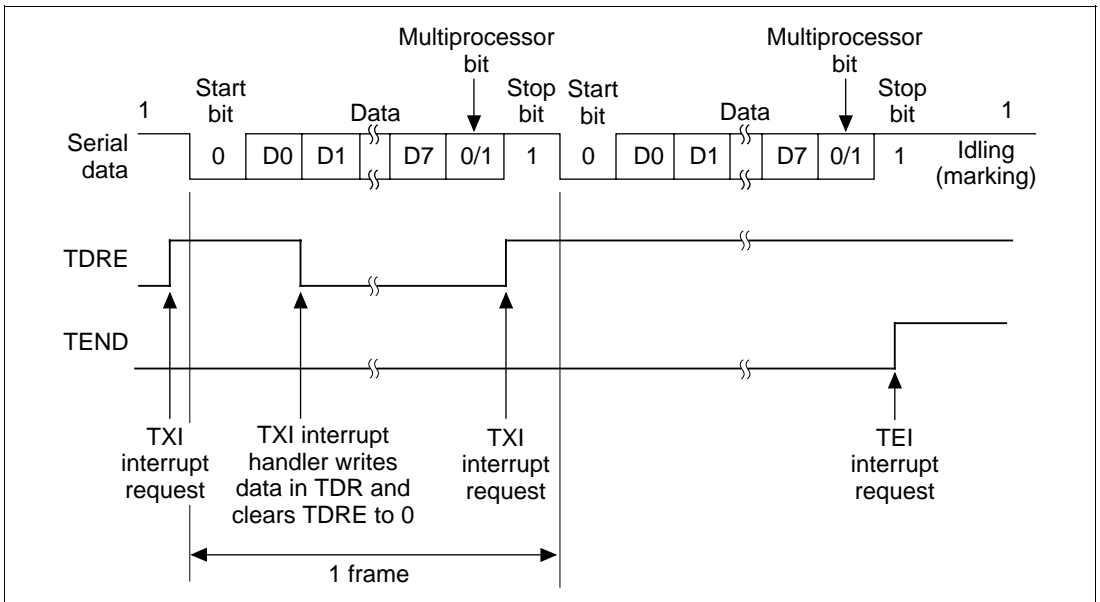 Multiprocessor bit
Multiprocessor bit
Start bit
Stop bit
Start bit
Stop bit
1
Data
Data
1
Serial data
0
D0
D1
D7
0/1
1
0
D0
D1
D7
0/1
1
Idling (marking)
TDRE
TEND
TXI interrupt request
TXI interrupt handler writes data in TDR and clears TDRE to 0
TXI interrupt request
TEI interrupt request
1 frame